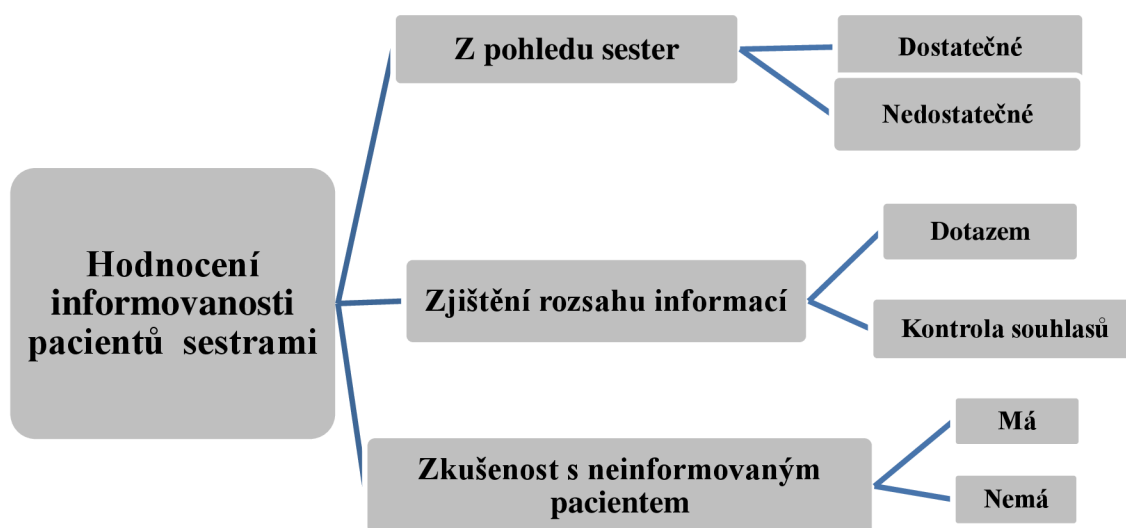 Hodnocení
informovanosti
pacientů sestrami
Z pohledu sester
Dostatečné
Nedostatečné
Zjištění rozsahu informací
Dotazem
Kontrola souhlasů
Zkušenost s neinformovaným
pacientem
Má
Nemá